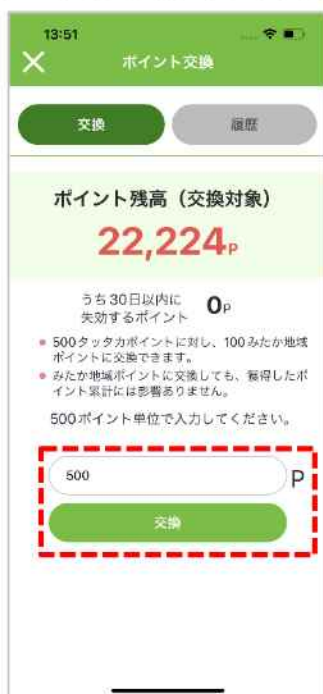 13:51
ポイント交換
交換
履歴
ポイント残高（交換対象）
22,224P
うち30日以内に
失効するポイント
0P
500タッタカポイントに対し、100みたか地域
ポイントに交換できます。
みたか地域ポイントに交換しても、獲得したポ
イント累計には影響ありません。
500ポイント単位で入力してください。
500
P
交換